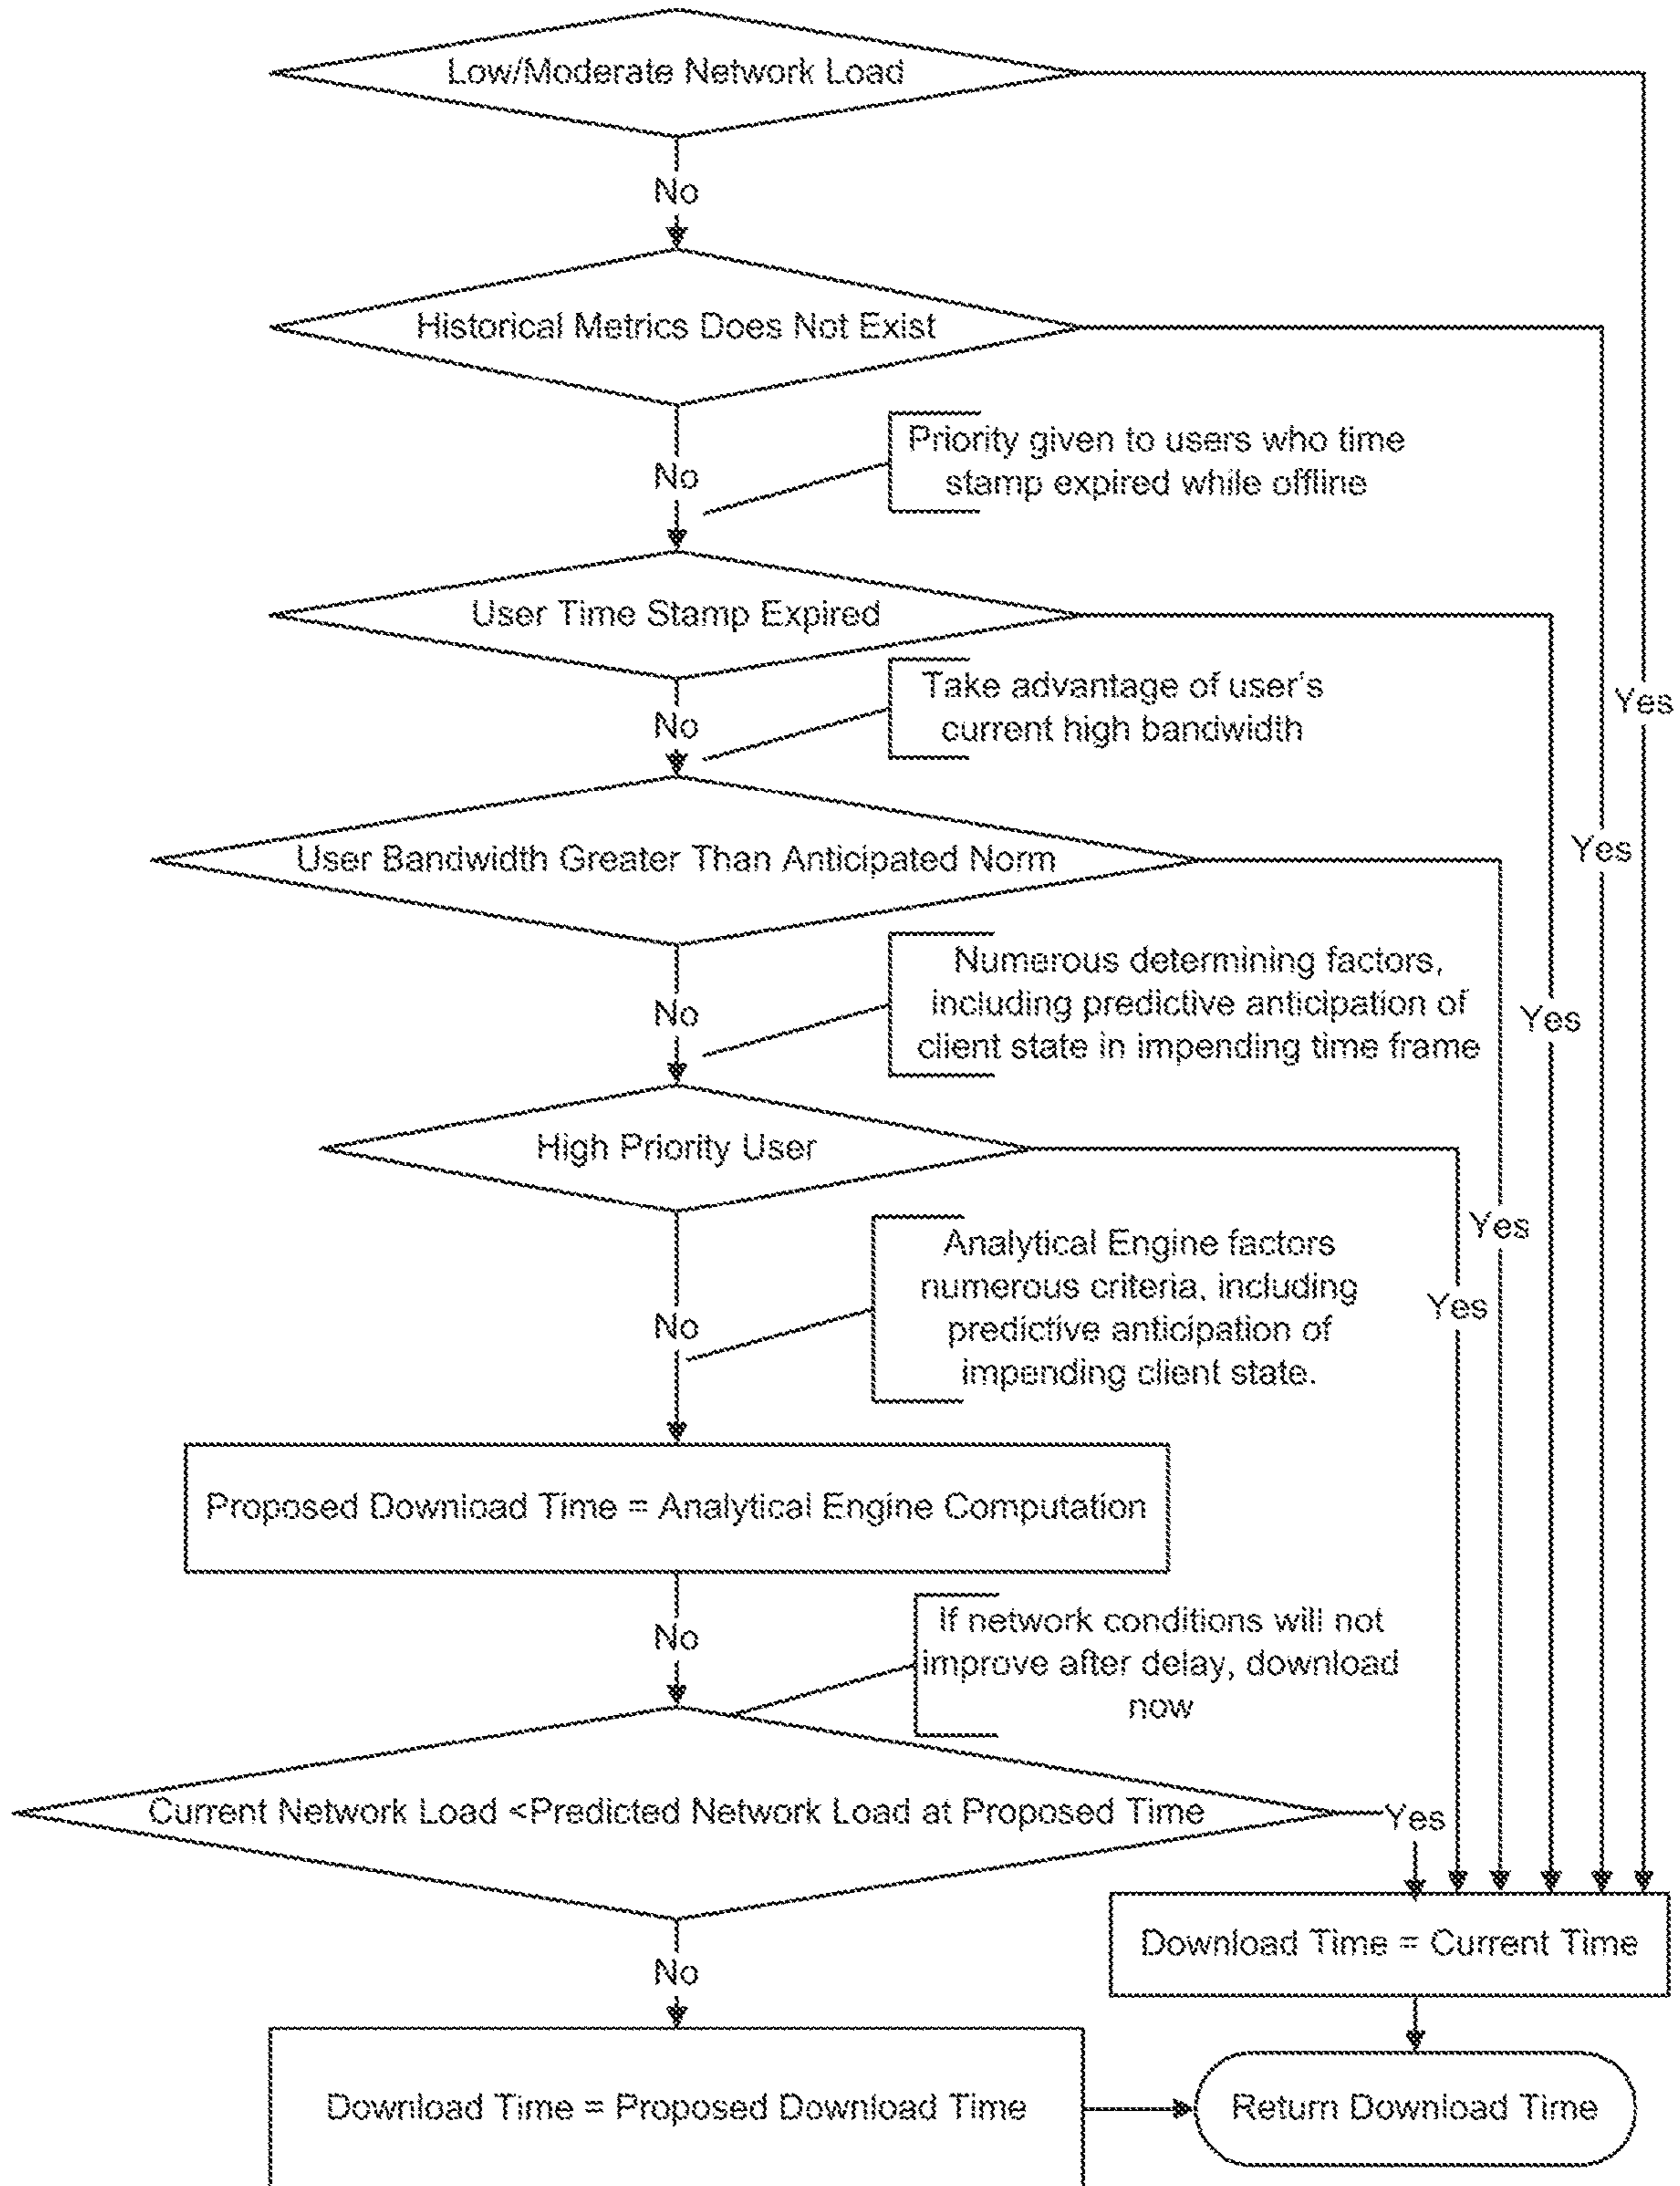 Low/Moderate Network Load
No
Historical Metrics Does Not Exist
No
Priority given to users who time
stamp expired while offline
User Time Stamp Expired
No
Take advantage of user's
current high bandwidth
Yes
User Bandwidth Greater Than Anticipated Norm
Yes
No
Numerous determining factors,
including predictive anticipation of
client state in impending time frame
Yes
High Priority User
Yes
No
Analytical Engine factors
numerous criteria, including
predictive anticipation of
impending client state.
Yes
Proposed Download Time = Analytical Engine Computation
No
If network conditions will not
improve after delay, download
now
Current Network Load <Predicted Network Load at Proposed Time
Yes
No
Download Time = Current Time
Download Time = Proposed Download Time
Return Download Time